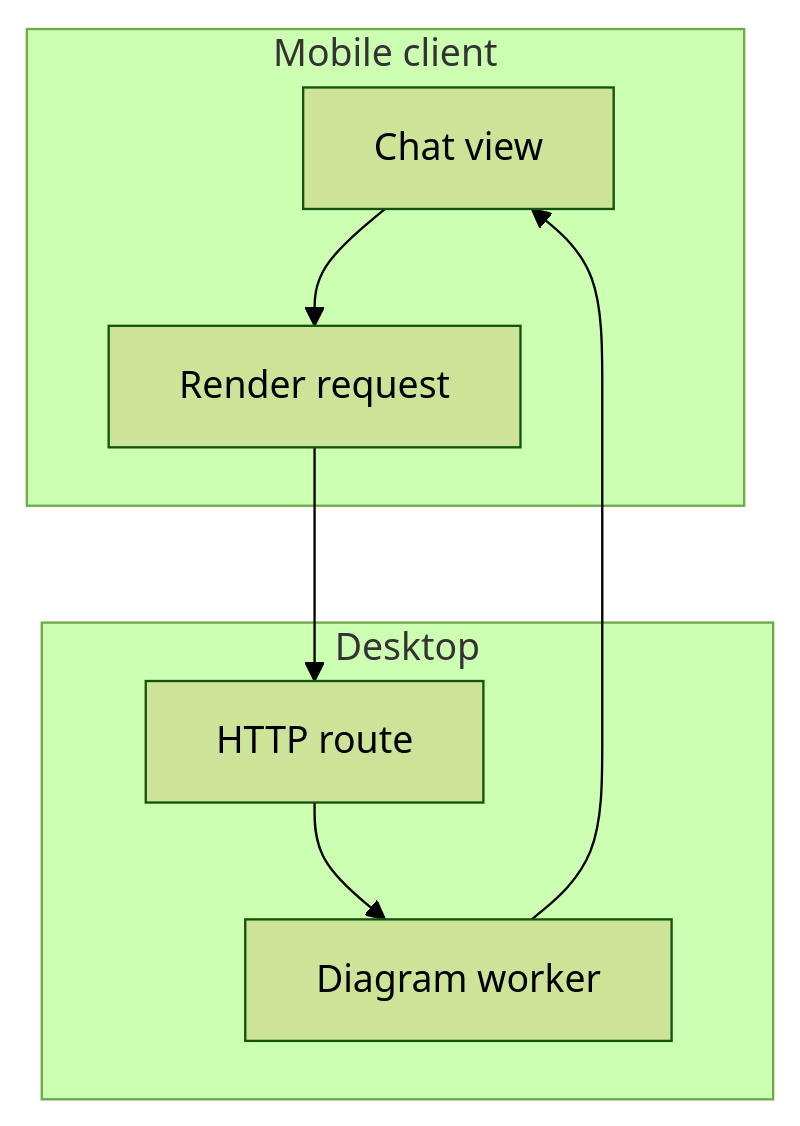 Mobile client
Chat view
Render request
Desktop
HTTP route
Diagram worker